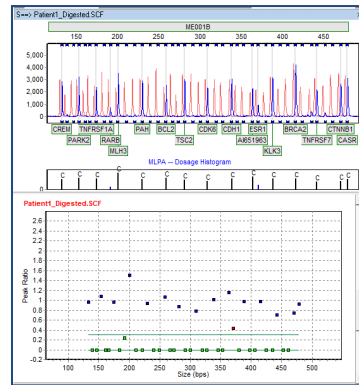 S==> Patient1_Digested.SCF
ME001B
150 200 250 300 350 400 450
5,000
4,000
3,000
2,000
1,000
0
CREM TNFRSF1A PAH BCL2 CDK6 CDH1 ESR1 BRCA2 CTNNB1
PARK2 RARB TSC2 AI651963 TNFRSF7 CASR
MLH3 KLK3
MLPA -- Dosage Histogram
C C C C C C C C C C C C C C C
Patient1_Digested.SCF
Peak Ratio
2.6
2.4
2.2
2
1.8
1.6
1.4
1.2
1
0.8
0.6
0.4
0.2
0
-0.2
100 150 200 250 300 350 400 450 500
Size (bps)